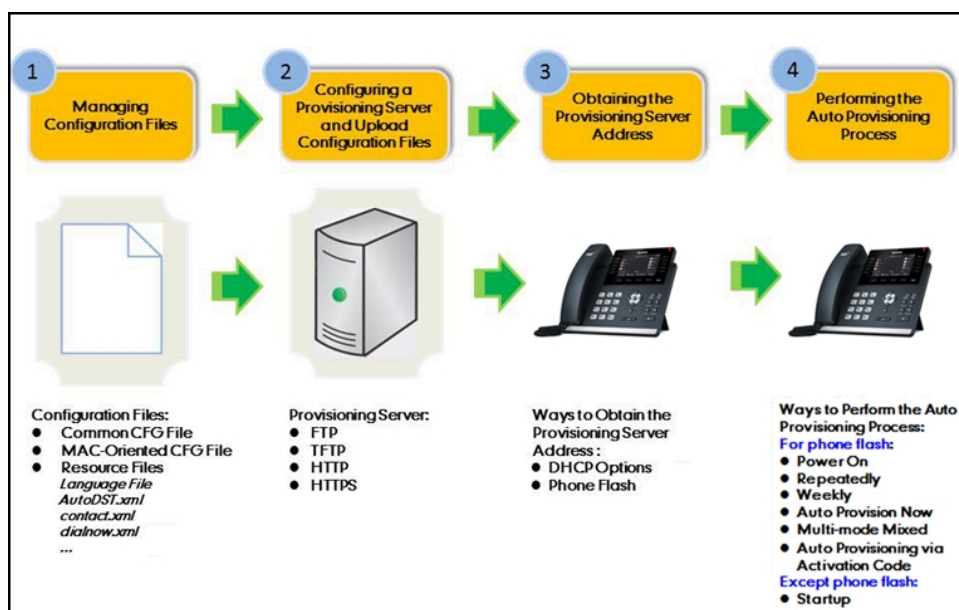 1
Managing
Configuration Files
2
Configuring a
Provisioning Server
and Upload
Configuration Files
3
Obtaining the
Provisioning Server
Address
4
Performing the
Auto Provisioning
Process
Configuration Files:
● Common CFG File
● MAC-Oriented CFG File
● Resource Files
Language File
AutoDST.xml
contact.xml
dialnow.xml
...
Provisioning Server:
● FTP
● TFTP
● HTTP
● HTTPS
Ways to Obtain the
Provisioning Server
Address :
● DHCP Options
● Phone Flash
Ways to Perform the Auto
Provisioning Process:
For phone flash:
● Power On
● Repeatedly
● Weekly
● Auto Provision Now
● Multi-mode Mixed
● Auto Provisioning via
Activation Code
Except phone flash:
● Startup